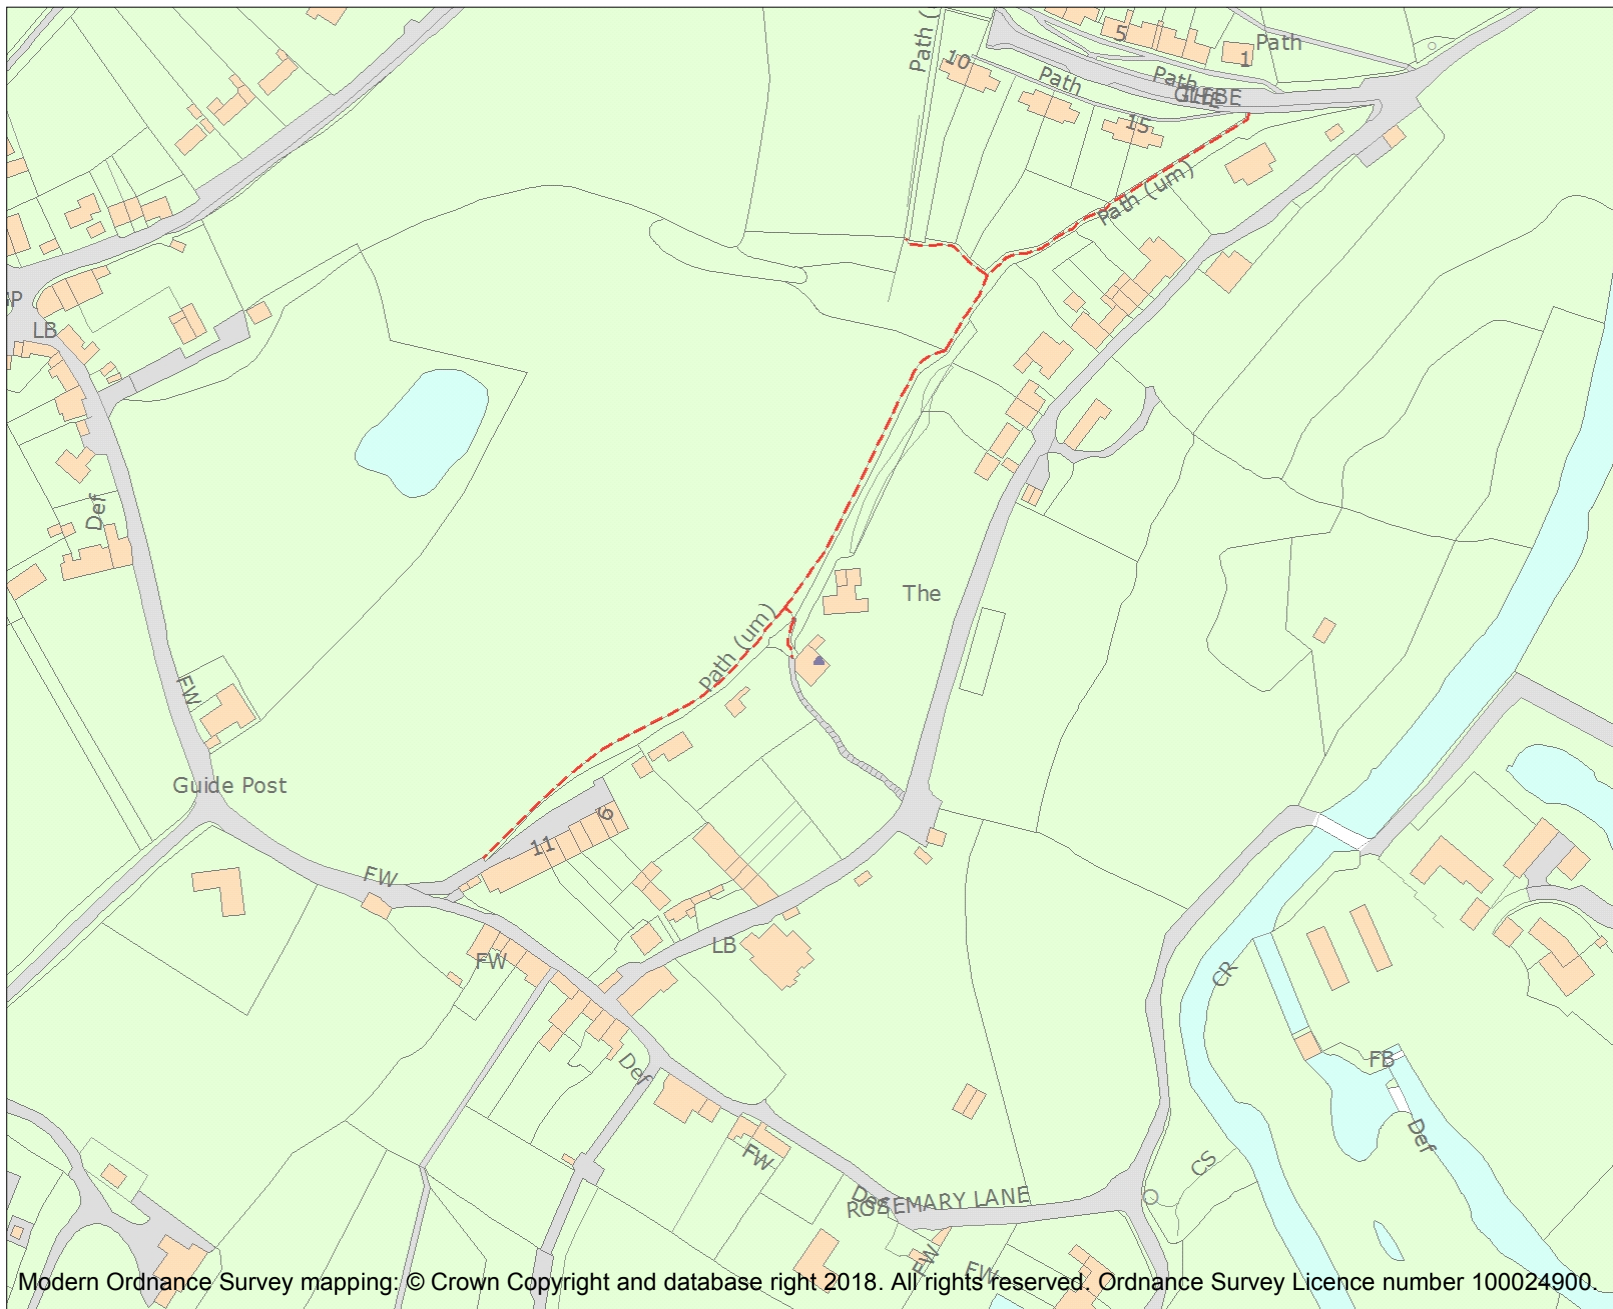 Path (
5
Path
1
10
Path
Path
THE
GLEBE
15
Path (um)
LB
Def
The
Path (um)
FW
Guide Post
6
11
FW
LB
FW
CR
FB
Def
Def
CS
FW
Def
ROSEMARY LANE
FW
FW
Modern Ordnance Survey mapping: © Crown Copyright and database right 2018. All rights reserved. Ordnance Survey Licence number 100024900.